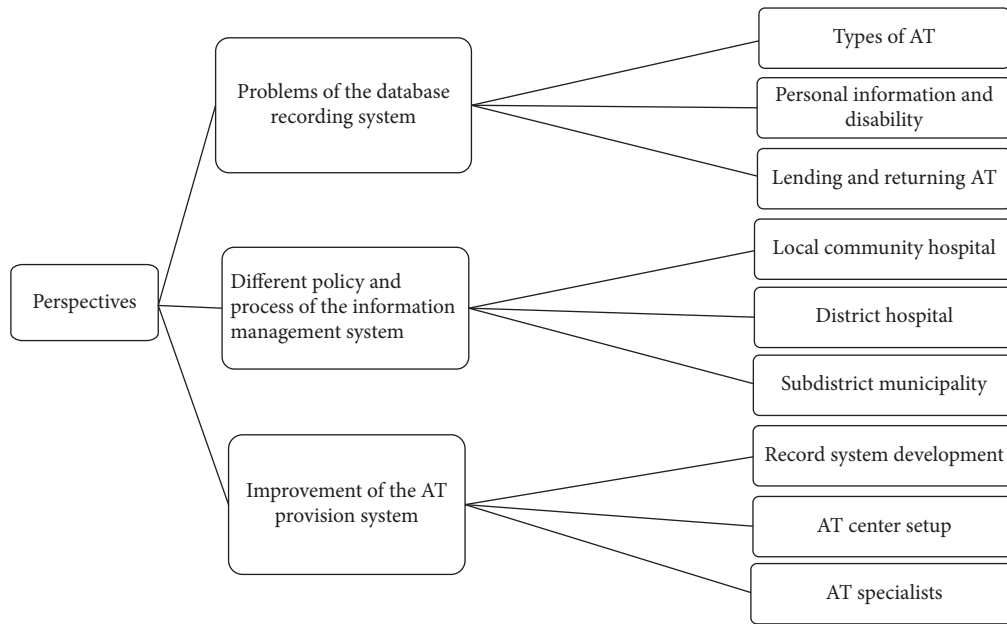 Perspectives
Problems of the database
recording system
Types of AT
Personal information and
disability
Lending and returning AT
Different policy and
process of the information
management system
Local community hospital
District hospital
Subdistrict municipality
Improvement of the AT
provision system
Record system development
AT center setup
AT specialists